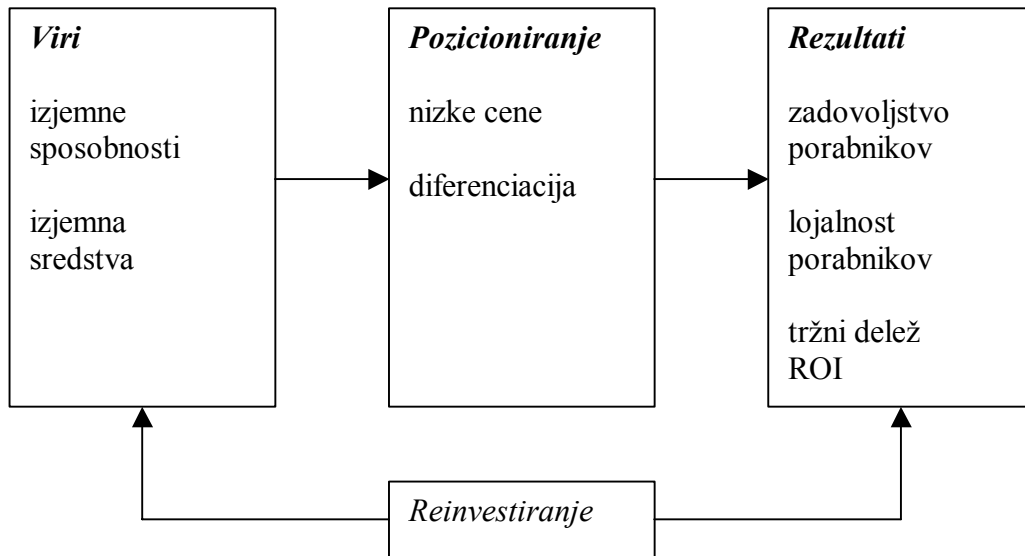 Viri
izjemne
sposobnosti
izjemna
sredstva
Pozicioniranje
nizke cene
diferenciacija
Rezultati
zadovoljstvo
porabnikov
lojalnost
porabnikov
tržni delež
ROI
Reinvestiranje